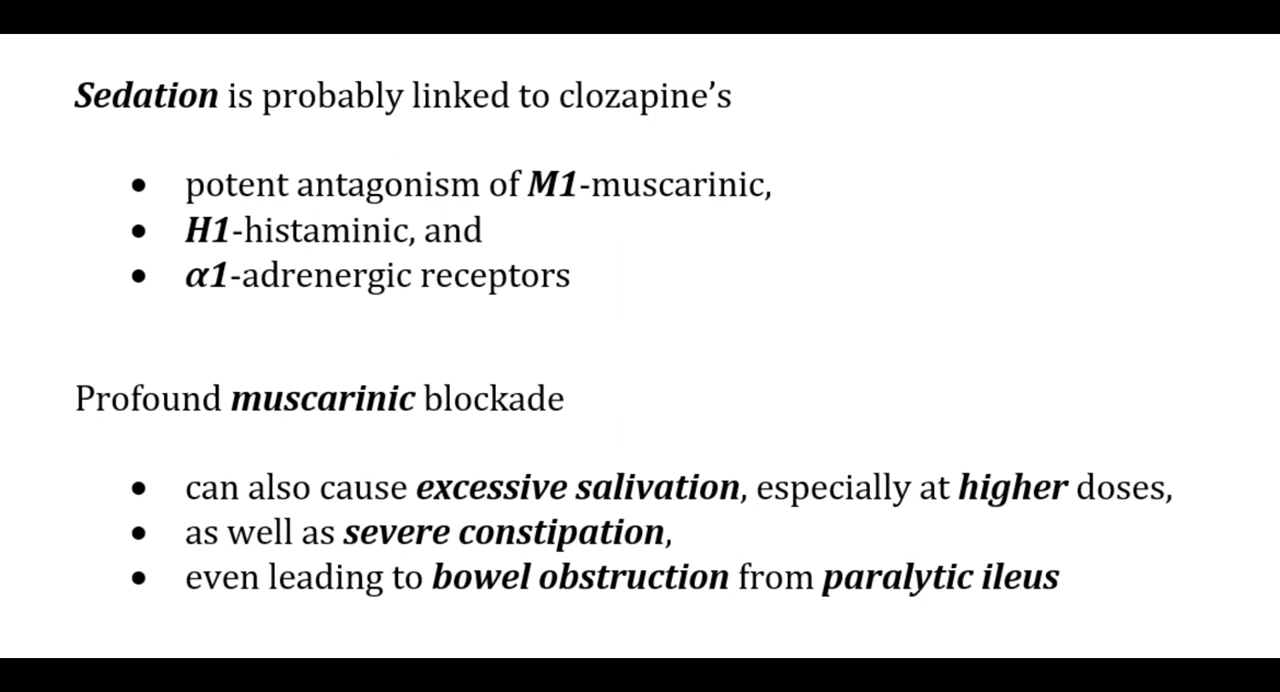 Sedation is probably linked to clozapine’s
• potent antagonism of M1-muscarinic,
• H1-histaminic, and
• α1-adrenergic receptors
Profound muscarinic blockade
• can also cause excessive salivation, especially at higher doses,
• as well as severe constipation,
• even leading to bowel obstruction from paralytic ileus